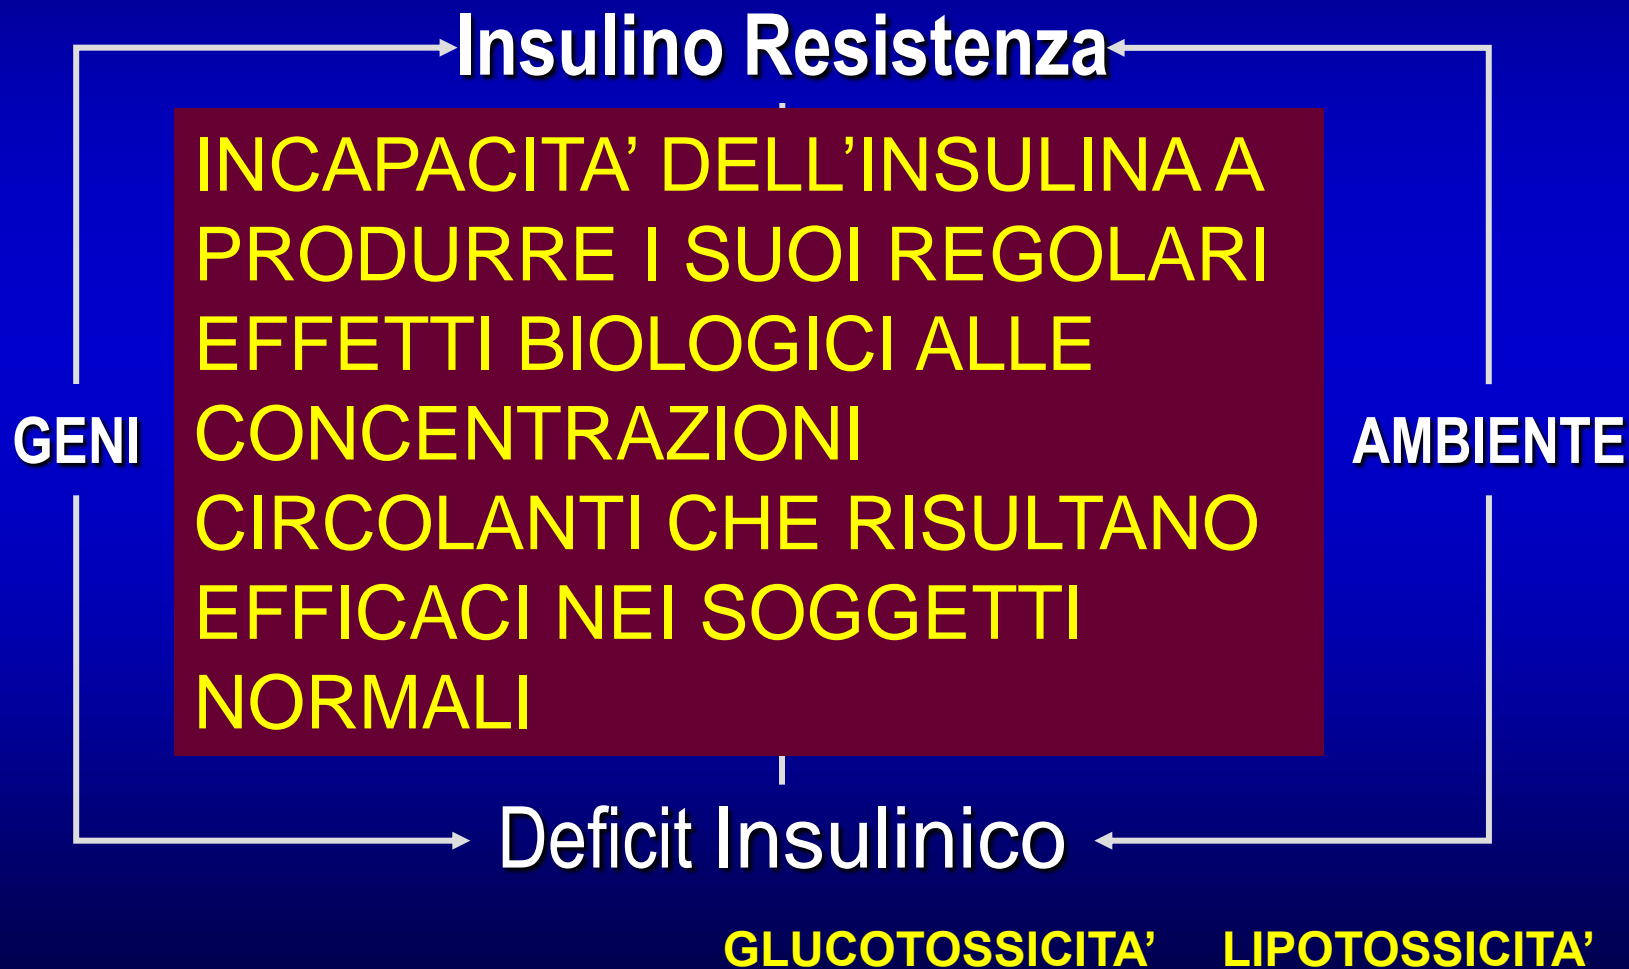 Insulino Resistenza
INCAPACITA’ DELL’INSULINA A
PRODURRE I SUOI REGOLARI
EFFETTI BIOLOGICI ALLE
CONCENTRAZIONI
CIRCOLANTI CHE RISULTANO
EFFICACI NEI SOGGETTI
NORMALI
GENI
AMBIENTE
Deficit Insulinico
GLUCOTOSSICITA’ LIPOTOSSICITA’